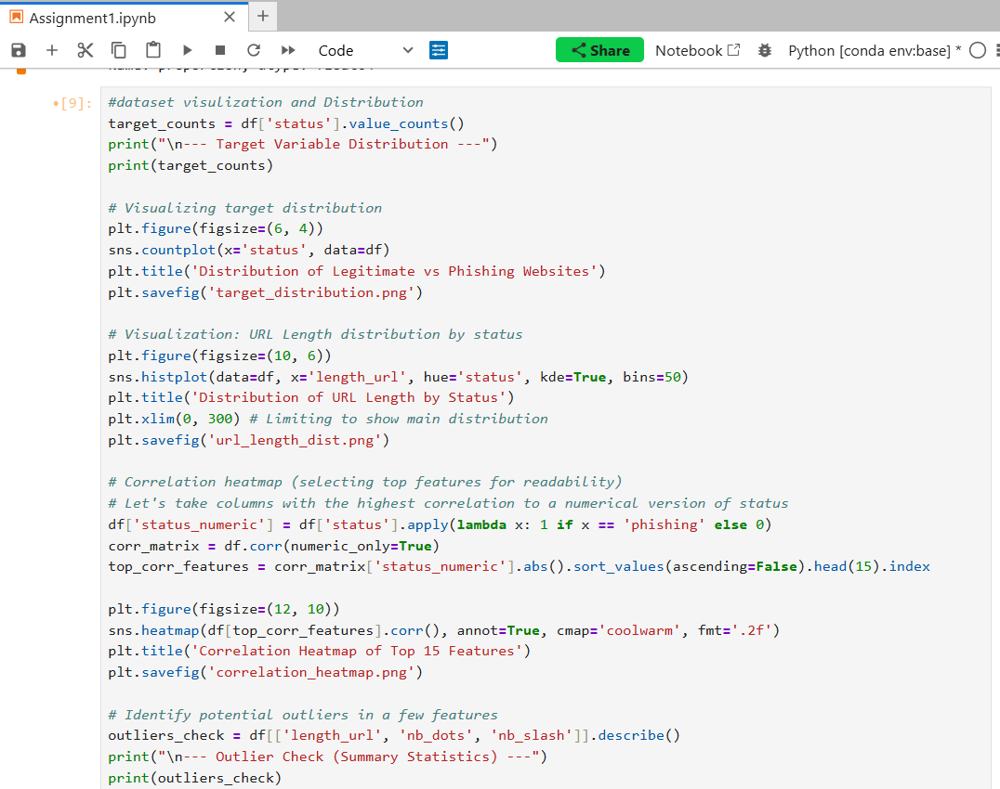 Assignment1.ipynb
Code
Share
Notebook
Python [conda env:base] *
[9]:
#dataset visulization and Distribution
target_counts = df['status'].value_counts()
print("\n--- Target Variable Distribution ---")
print(target_counts)
# Visualizing target distribution
plt.figure(figsize=(6, 4))
sns.countplot(x='status', data=df)
plt.title('Distribution of Legitimate vs Phishing Websites')
plt.savefig('target_distribution.png')
# Visualization: URL Length distribution by status
plt.figure(figsize=(10, 6))
sns.histplot(data=df, x='length_url', hue='status', kde=True, bins=50)
plt.title('Distribution of URL Length by Status')
plt.xlim(0, 300) # Limiting to show main distribution
plt.savefig('url_length_dist.png')
# Correlation heatmap (selecting top features for readability)
# Let's take columns with the highest correlation to a numerical version of status
df['status_numeric'] = df['status'].apply(lambda x: 1 if x == 'phishing' else 0)
corr_matrix = df.corr(numeric_only=True)
top_corr_features = corr_matrix['status_numeric'].abs().sort_values(ascending=False).head(15).index
plt.figure(figsize=(12, 10))
sns.heatmap(df[top_corr_features].corr(), annot=True, cmap='coolwarm', fmt='.2f')
plt.title('Correlation Heatmap of Top 15 Features')
plt.savefig('correlation_heatmap.png')
# Identify potential outliers in a few features
outliers_check = df[['length_url', 'nb_dots', 'nb_slash']].describe()
print("\n--- Outlier Check (Summary Statistics) ---")
print(outliers_check)